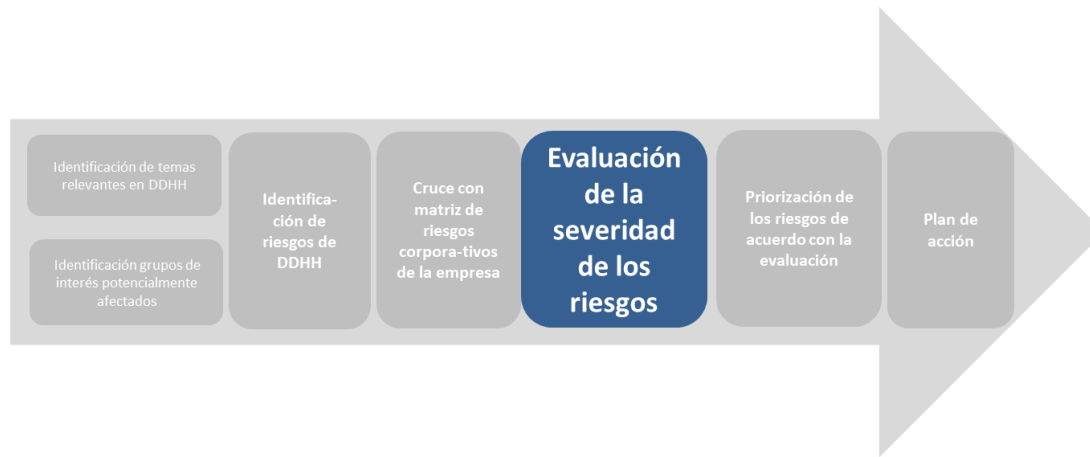 Identificación de temas
relevantes en DDHH
Identificación grupos de
interés potencialmente
afectados
Identifica-
ción de
riesgos de
DDHH
Cruce con
matriz de
riesgos
corpora-tivos
de la empresa
Evaluación
de la
severidad
de los
riesgos
Priorización de
los riesgos de
acuerdo con la
evaluación
Plan de
acción